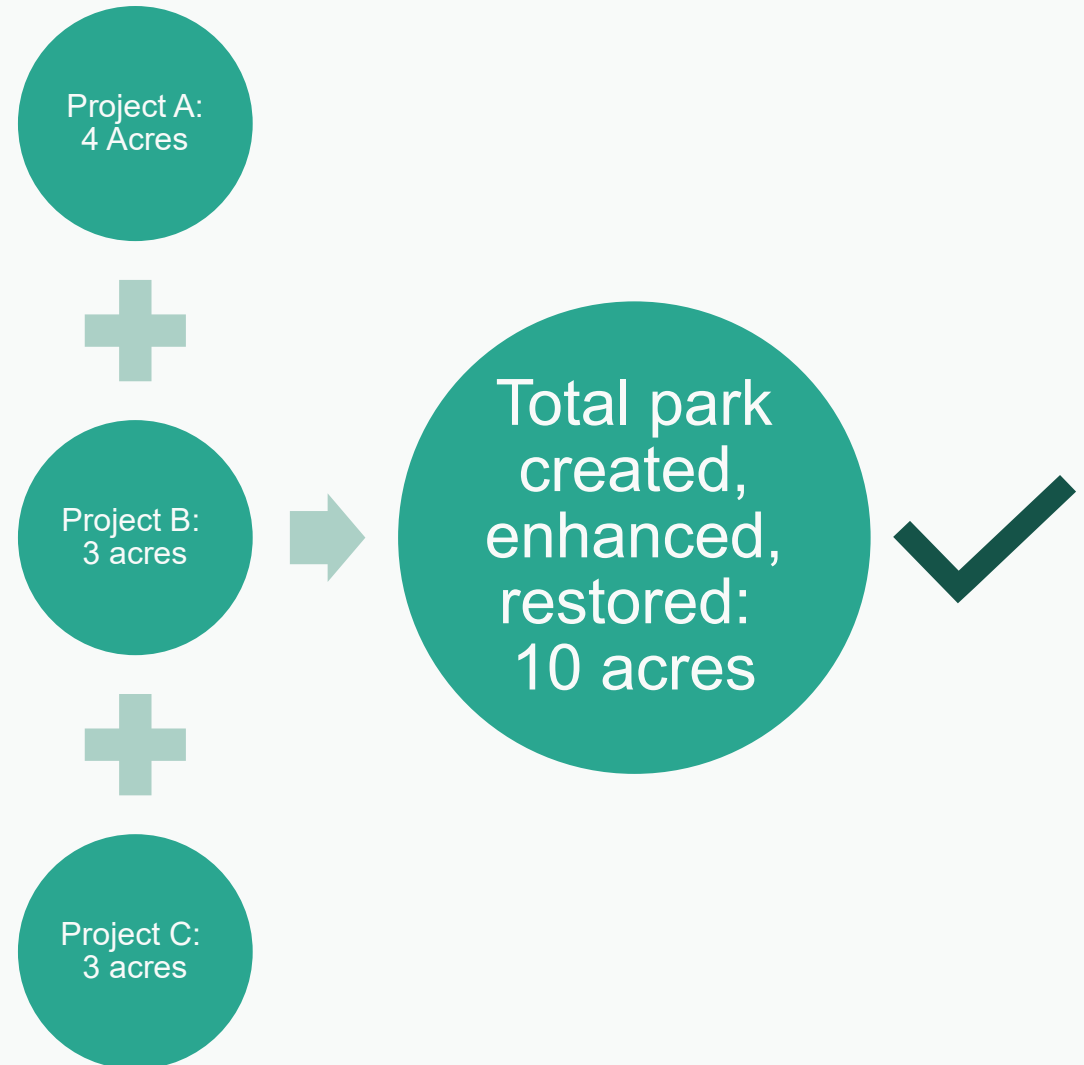 Project A:
4 Acres
Project B:
3 acres
Total park
created,
enhanced,
restored:
10 acres
Project C:
3 acres